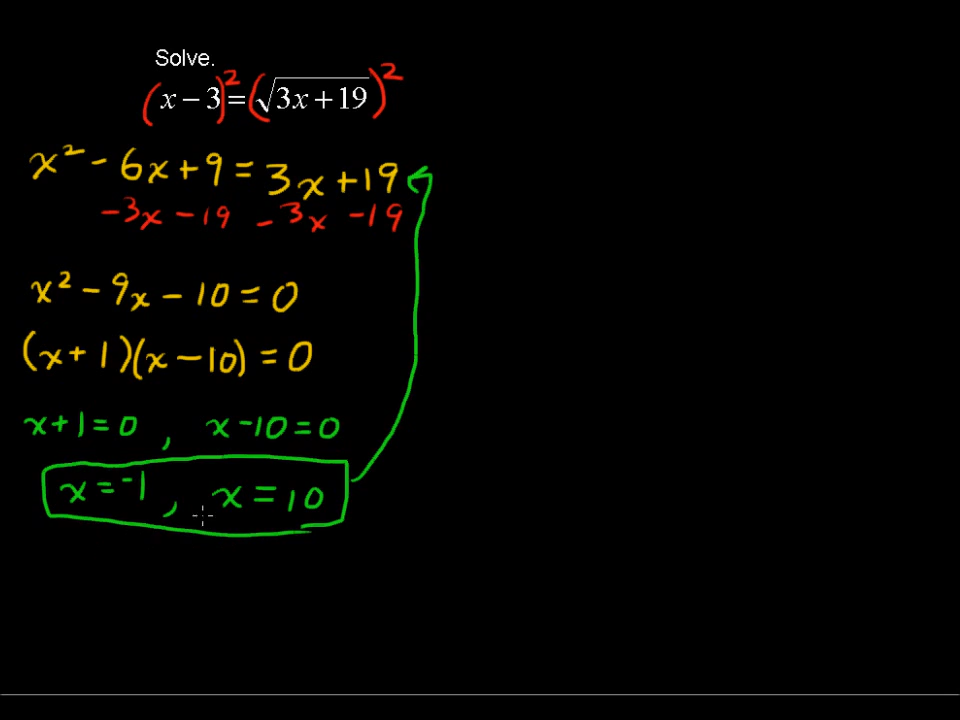 Solve.
(x − 3)² = (√3x + 19)²
x² - 6x + 9 = 3x + 19
-3x - 19 - 3x - 19
x² - 9x - 10 = 0
(x + 1)(x - 10) = 0
x + 1 = 0 , x - 10 = 0
x = -1 , x = 10